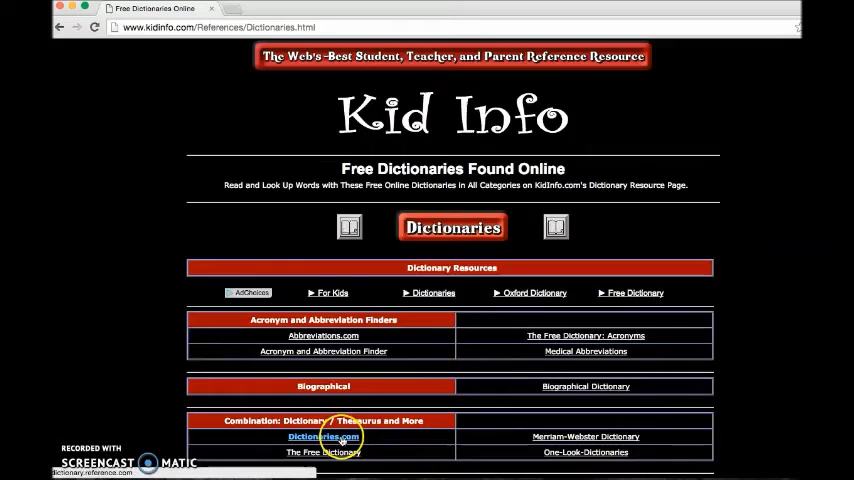 Free Dictionaries Online
www.kidinfo.com/References/Dictionaries.html
The Web's Best Student, Teacher, and Parent Reference Resource
Kid Info
Free Dictionaries Found Online
Read and Look Up Words with These Free Online Dictionaries in All Categories on KidInfo.com's Dictionary Resource Page.
Dictionaries
Dictionary Resources
AdChoices ► For Kids ► Dictionaries ► Oxford Dictionary ► Free Dictionary
Acronym and Abbreviation Finders
Abbreviations.com The Free Dictionary: Acronyms
Acronym and Abbreviation Finder Medical Abbreviations
Biographical Biographical Dictionary
Combination: Dictionary / Thesaurus and More
Dictionaries.com Merriam-Webster Dictionary
The Free Dictionary One-Look-Dictionaries
RECORDED WITH
SCREENCAST MATIC
dictionary.reference.com